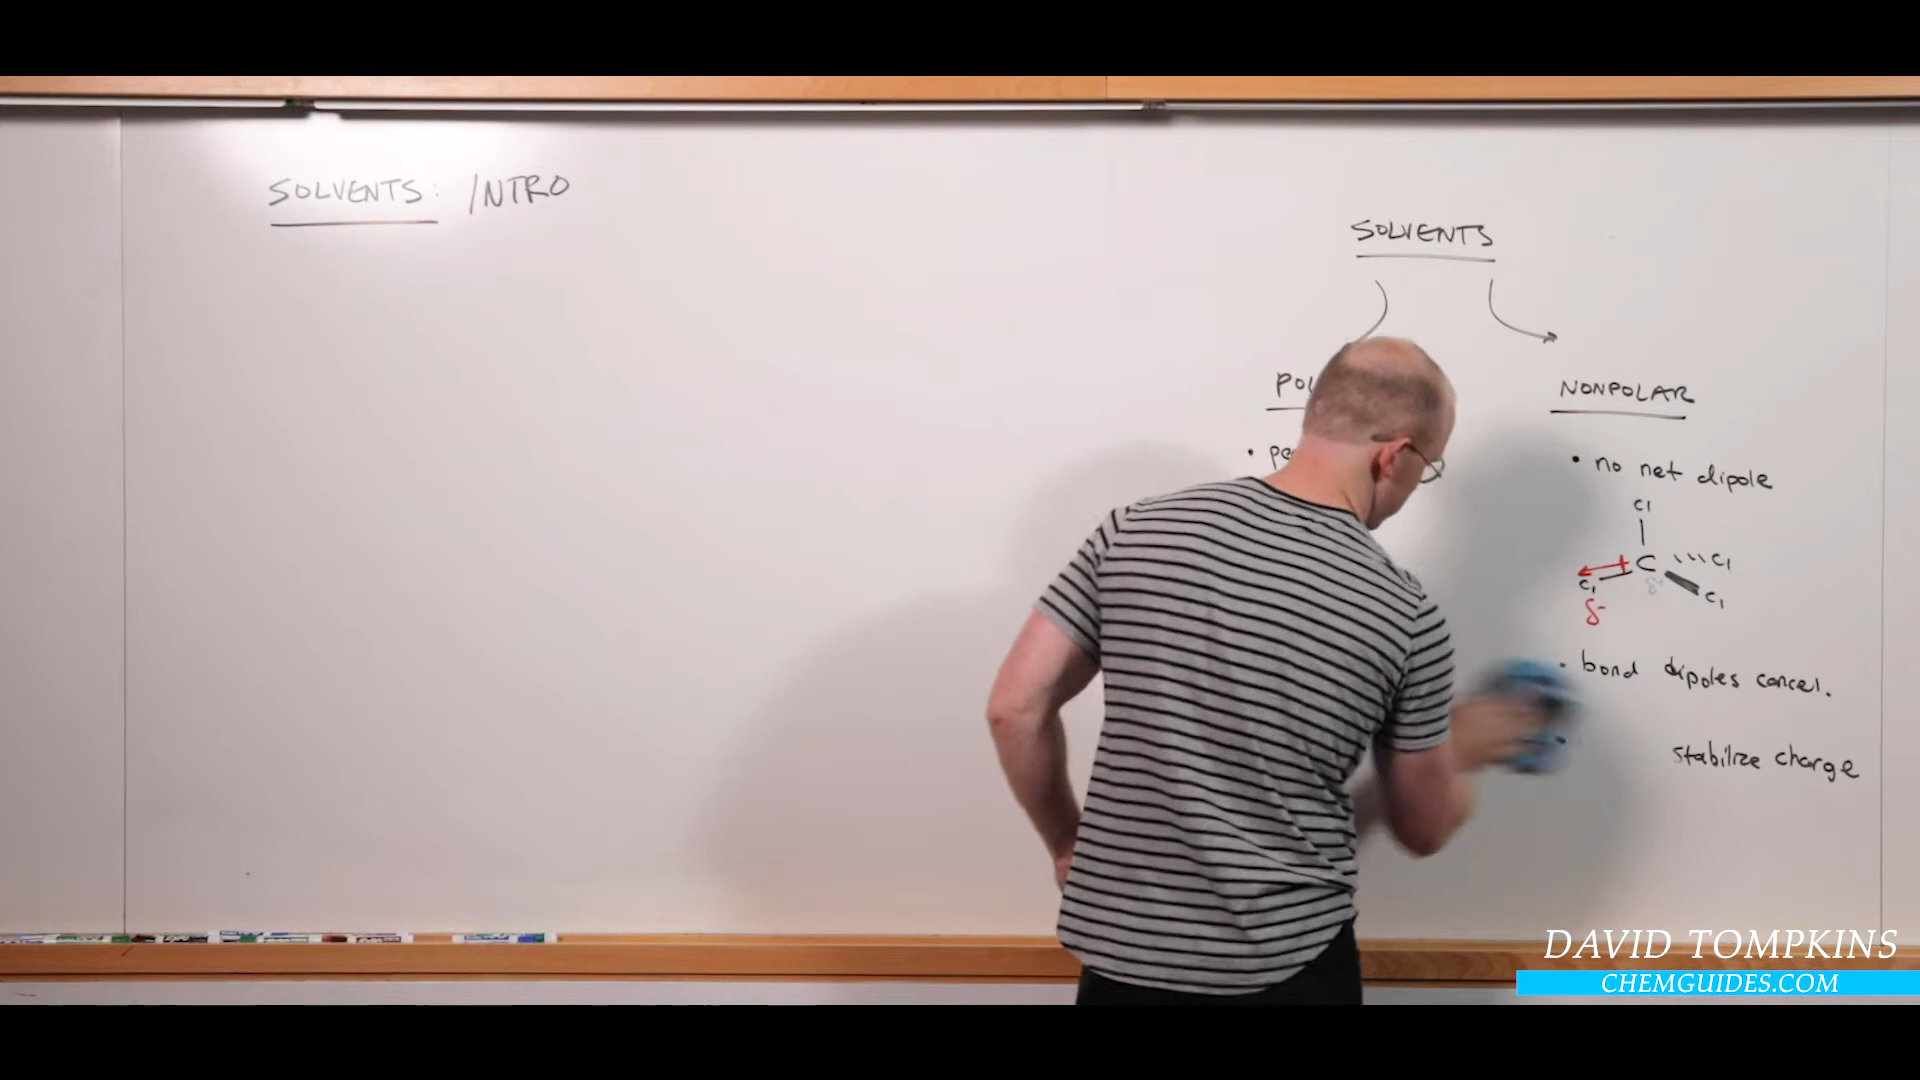 SOLVENTS: INTRO
SOLVENTS
NONPOLAR
• no net dipole
Cl
C Cl
Cl δ+ Cl
δ-
• bond dipoles cancel.
• stabilize charge
DAVID TOMPKINS
CHEMGUIDES.COM